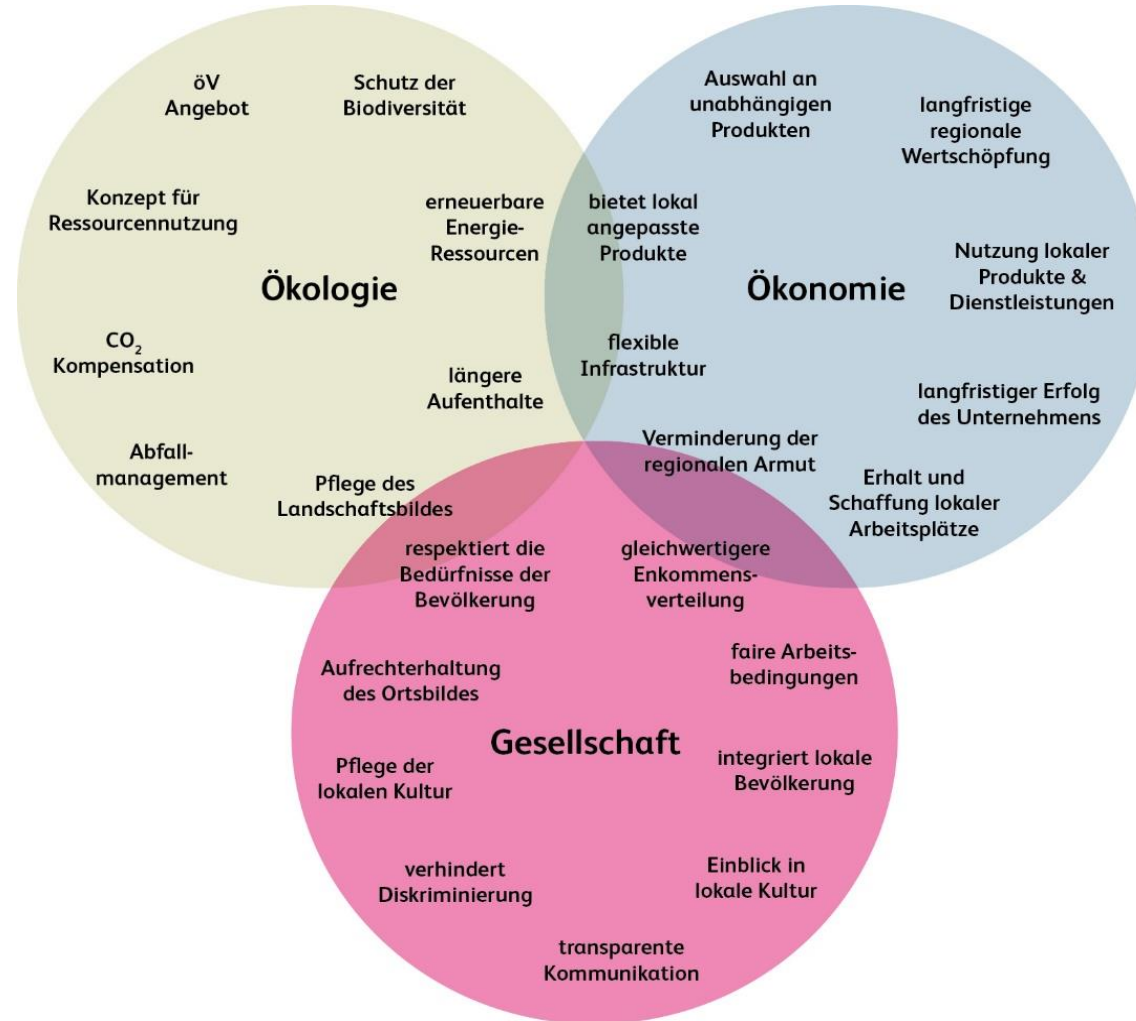 öV
Angebot
Schutz der
Biodiversität
Konzept für
Ressourcennutzung
erneuerbare
Energie-
Ressourcen
Ökologie
CO₂
Kompensation
längere
Aufenthalte
Abfall-
management
Pflege des
Landschaftsbildes
bietet lokal
angepasste
Produkte
flexible
Infrastruktur
Auswahl an
unabhängigen
Produkten
langfristige
regionale
Wertschöpfung
Nutzung lokaler
Produkte &
Dienstleistungen
Ökonomie
langfristiger Erfolg
des Unternehmens
Verminderung der
regionalen Armut
Erhalt und
Schaffung lokaler
Arbeitsplätze
respektiert die
Bedürfnisse der
Bevölkerung
gleichwertigere
Enkommens-
verteilung
Aufrechterhaltung
des Ortsbildes
faire Arbeits-
bedingungen
Gesellschaft
Pflege der
lokalen Kultur
integriert lokale
Bevölkerung
verhindert
Diskriminierung
Einblick in
lokale Kultur
transparente
Kommunikation